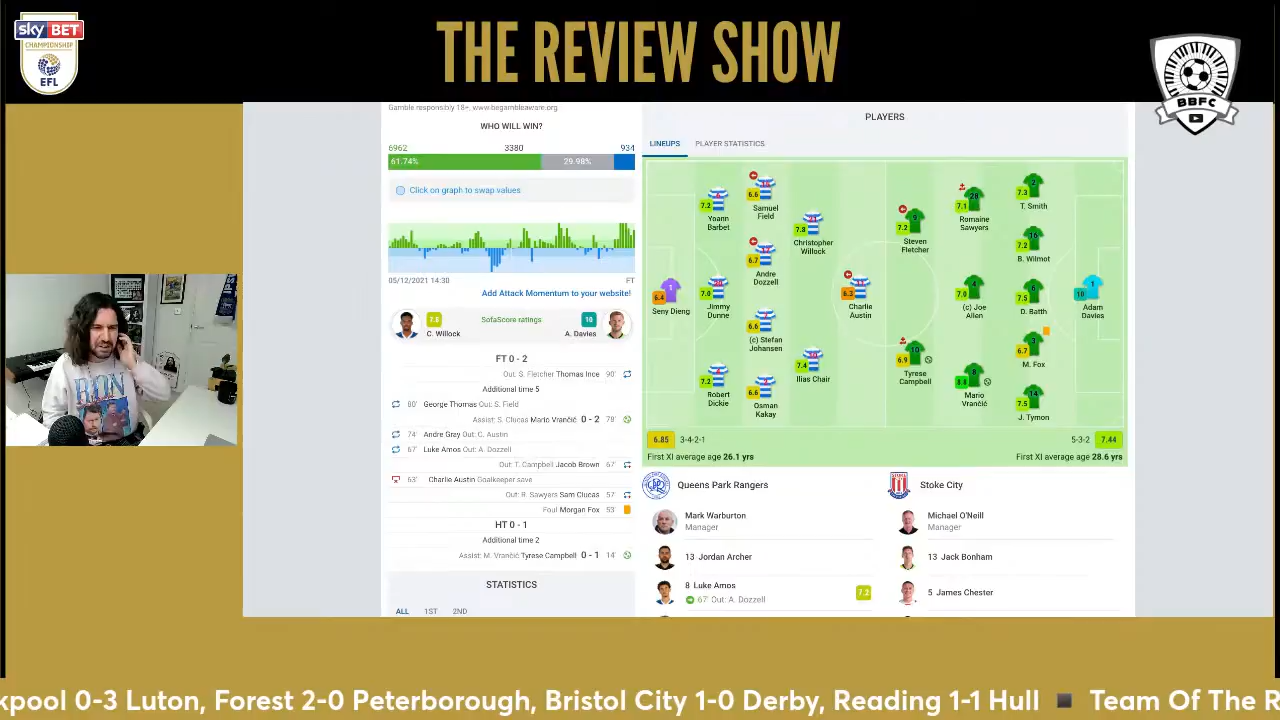 sky BET
CHAMPIONSHIP
EFL
THE REVIEW SHOW
BBFC
Gamble responsibly 18+, www.begambleaware.org
WHO WILL WIN?
6962 3380 934
61.74% 29.98%
Click on graph to swap values
05/12/2021 14:30 FT
Add Attack Momentum to your website!
7.8 SofaScore ratings 10
C. Willock A. Davies
FT 0 - 2
Out: S. Fletcher Thomas Ince 90'
Additional time 5
80' George Thomas Out: S. Field
Assist: S. Clucas Mario Vrančić 0 - 2 78'
74' Andre Gray Out: C. Austin
67' Luke Amos Out: A. Dozzell
Out: T. Campbell Jacob Brown 67'
63' Charlie Austin Goalkeeper save
Out: R. Sawyers Sam Clucas 57'
Foul Morgan Fox 53'
HT 0 - 1
Additional time 2
Assist: M. Vrančić Tyrese Campbell 0 - 1 14'
STATISTICS
ALL 1ST 2ND
PLAYERS
LINEUPS PLAYER STATISTICS
6.4
Seny Dieng
7.2
Yoann
Barbet
7.0
Jimmy
Dunne
7.2
Robert
Dickie
6.6
Samuel
Field
6.7
Andre
Dozzell
6.6
(c) Stefan
Johansen
6.6
Osman
Kakay
7.8
Christopher
Willock
7.4
Ilias Chair
6.3
Charlie
Austin
9
7.2
Steven
Fletcher
10
6.9
Tyrese
Campbell
28
7.1
Romaine
Sawyers
4
7.0
(c) Joe
Allen
8
8.8
Mario
Vrančić
2
7.3
T. Smith
16
7.2
B. Wilmot
6
7.5
D. Batth
3
6.7
M. Fox
14
7.5
J. Tymon
1
10
Adam
Davies
6.85 3-4-2-1 5-3-2 7.44
First XI average age 26.1 yrs First XI average age 28.6 yrs
Queens Park Rangers Stoke City
Mark Warburton Michael O'Neill
Manager Manager
13 Jordan Archer 13 Jack Bonham
8 Luke Amos 7.2 5 James Chester
67' Out: A. Dozzell
kpool 0-3 Luton, Forest 2-0 Peterborough, Bristol City 1-0 Derby, Reading 1-1 Hull ▪ Team Of The R